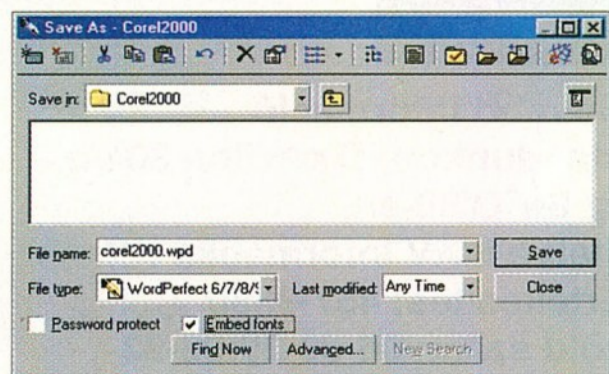 Save As - Corel2000
Save in: Corel2000
File name: corel2000.wpd Save
File type: WordPerfect 6/7/8/9 Last modified: Any Time Close
Password protect Embed fonts
Find Now Advanced... New Search